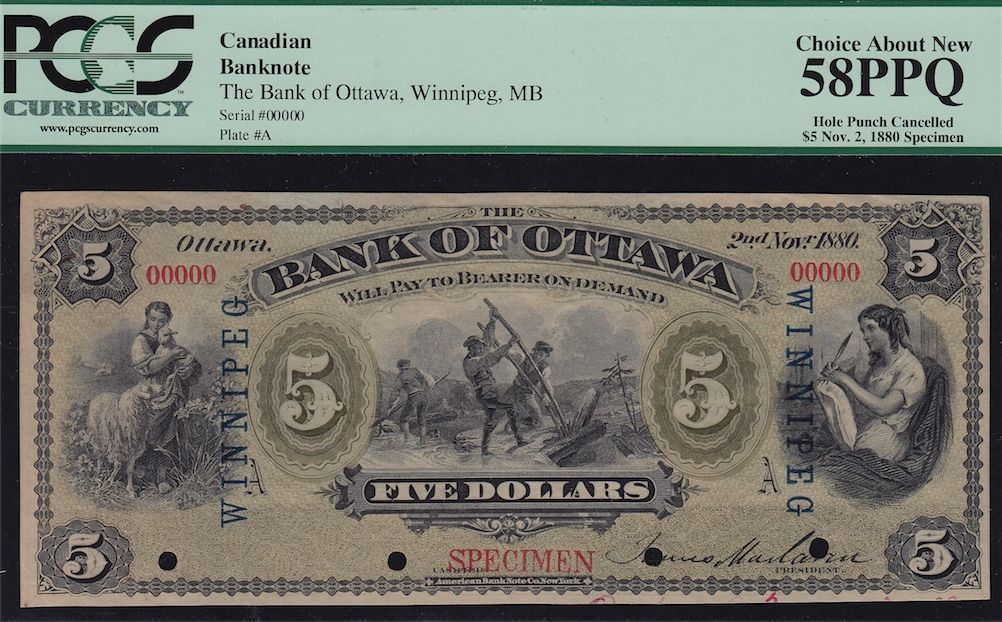 PCGS
CURRENCY
www.pcgscurrency.com
Canadian
Banknote
The Bank of Ottawa, Winnipeg, MB
Serial #00000
Plate #A
Choice About New
58PPQ
Hole Punch Cancelled
$5 Nov. 2, 1880 Specimen
THE
BANK OF OTTAWA
WILL PAY TO BEARER ON DEMAND
Ottawa.
2nd Novr. 1880.
5
5
00000
00000
WINNIPEG
WINNIPEG
5
5
A
A
FIVE DOLLARS
5
5
SPECIMEN
PRESIDENT
American Bank Note Co. New York.